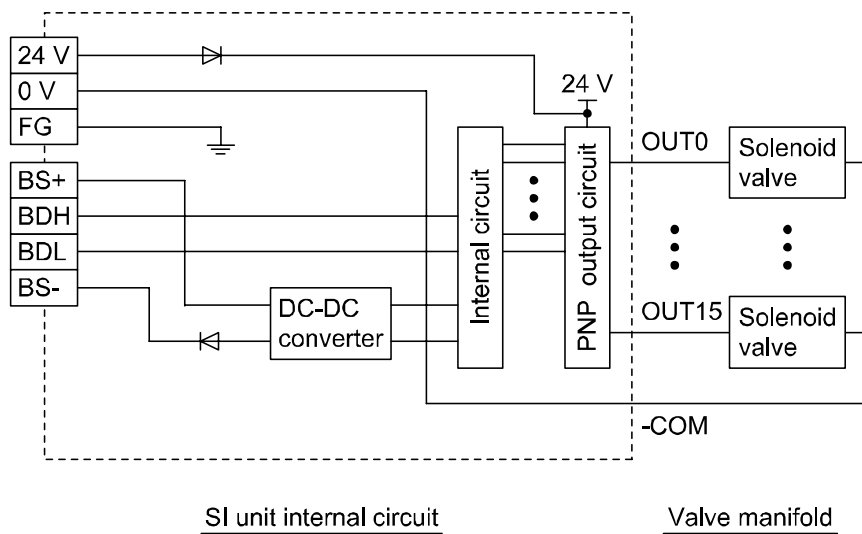 24 V
0 V
FG
BS+
BDH
BDL
BS-
DC-DC
converter
Internal circuit
24 V
PNP output circuit
OUT0
Solenoid
valve
OUT15
Solenoid
valve
-COM
SI unit internal circuit
Valve manifold